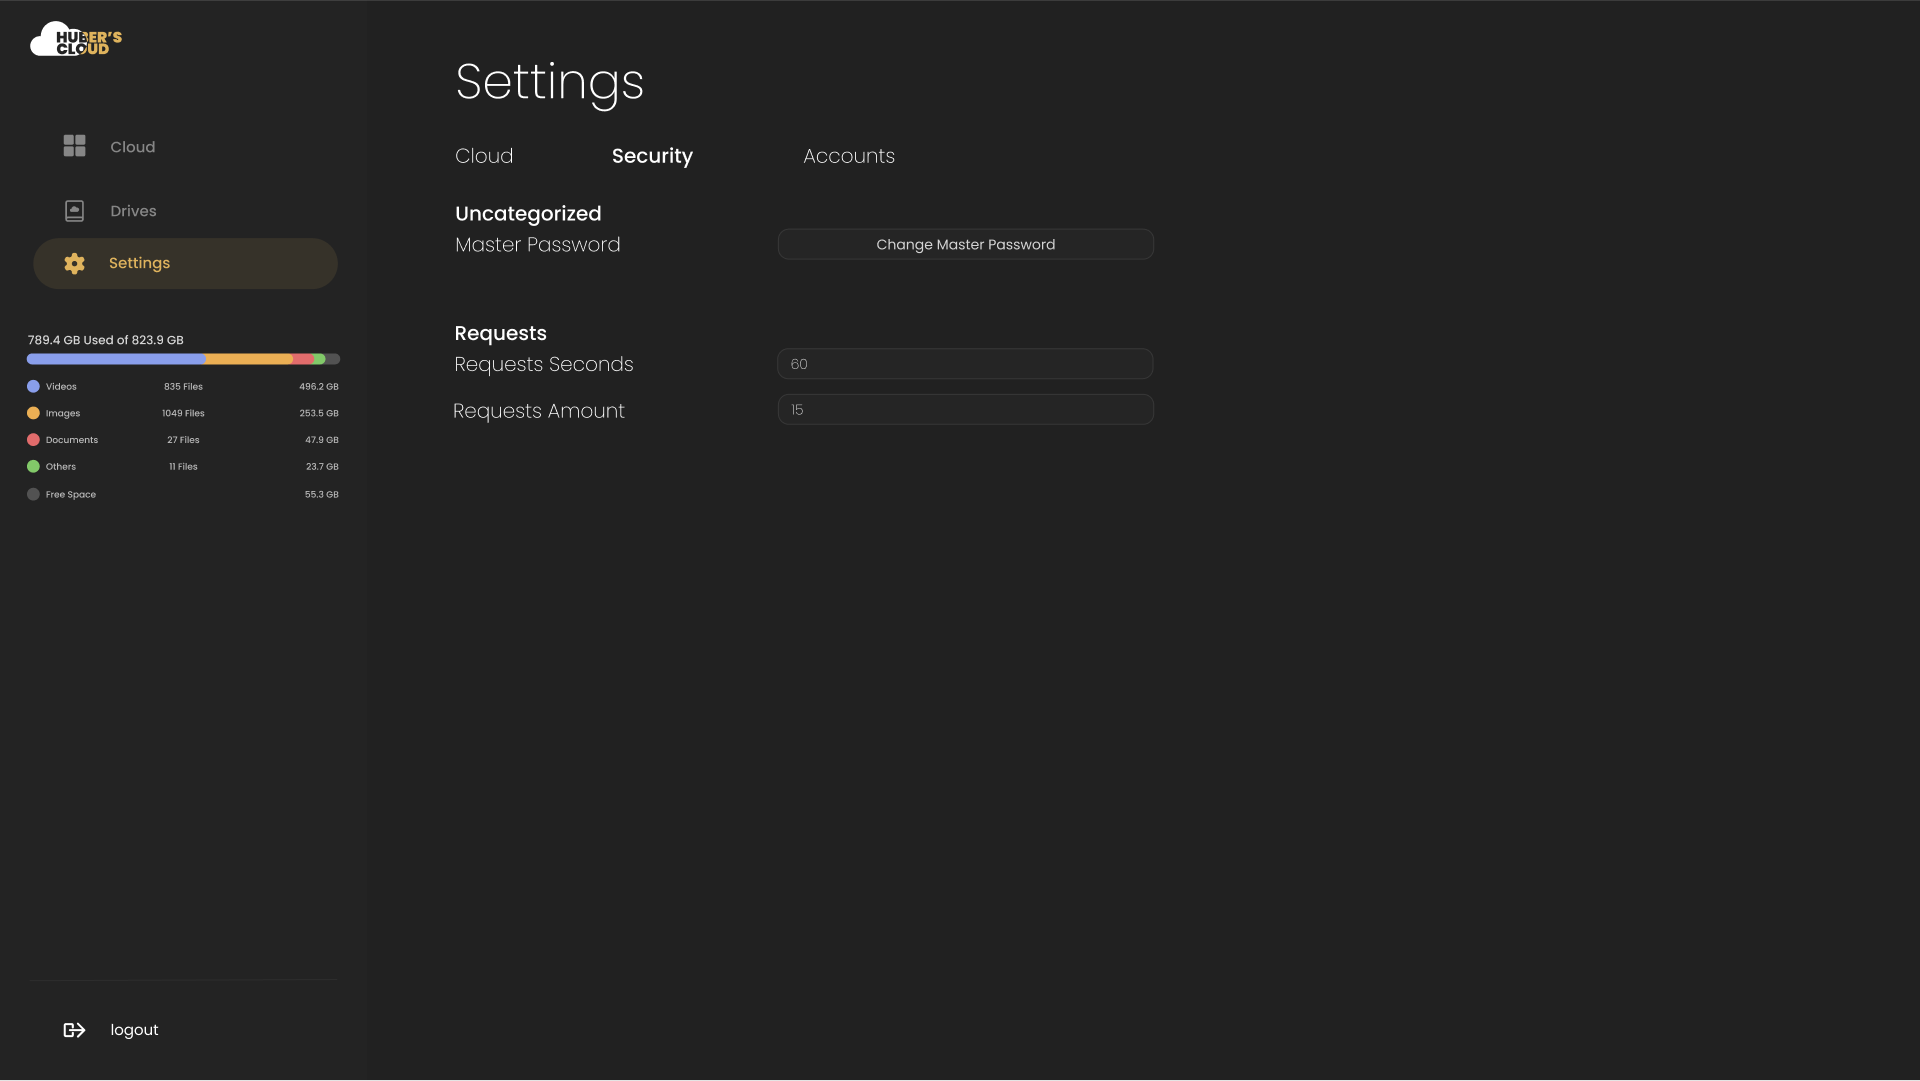 HUBER'S
CLOUD
Cloud
Drives
Settings
789.4 GB Used of 823.9 GB
Videos 835 Files 496.2 GB
Images 1049 Files 253.5 GB
Documents 27 Files 47.9 GB
Others 11 Files 23.7 GB
Free Space 55.3 GB
logout
Settings
Cloud Security Accounts
Uncategorized
Master Password Change Master Password
Requests
Requests Seconds 60
Requests Amount 15